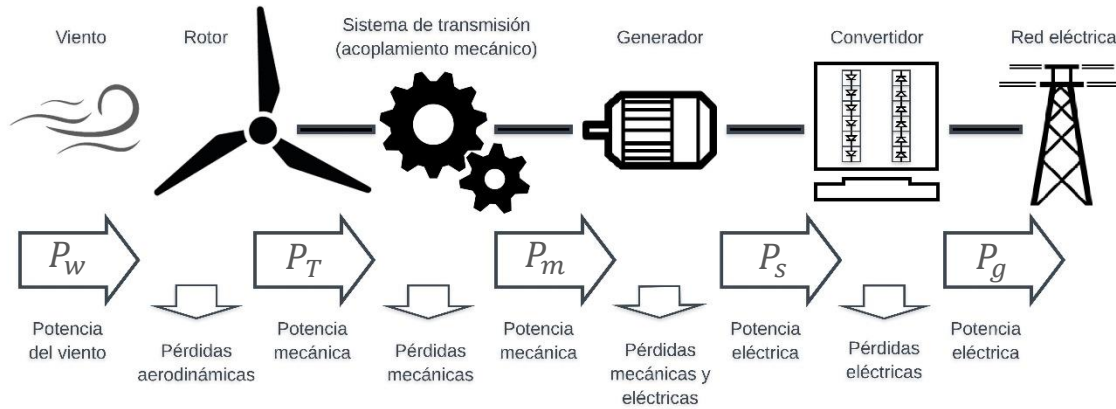 Viento
Rotor
Sistema de transmisión
(acoplamiento mecánico)
Generador
Convertidor
Red eléctrica
P_w
P_T
P_m
P_s
P_g
Potencia
del viento
Pérdidas
aerodinámicas
Potencia
mecánica
Pérdidas
mecánicas
Potencia
mecánica
Pérdidas
mecánicas y
eléctricas
Potencia
eléctrica
Pérdidas
eléctricas
Potencia
eléctrica